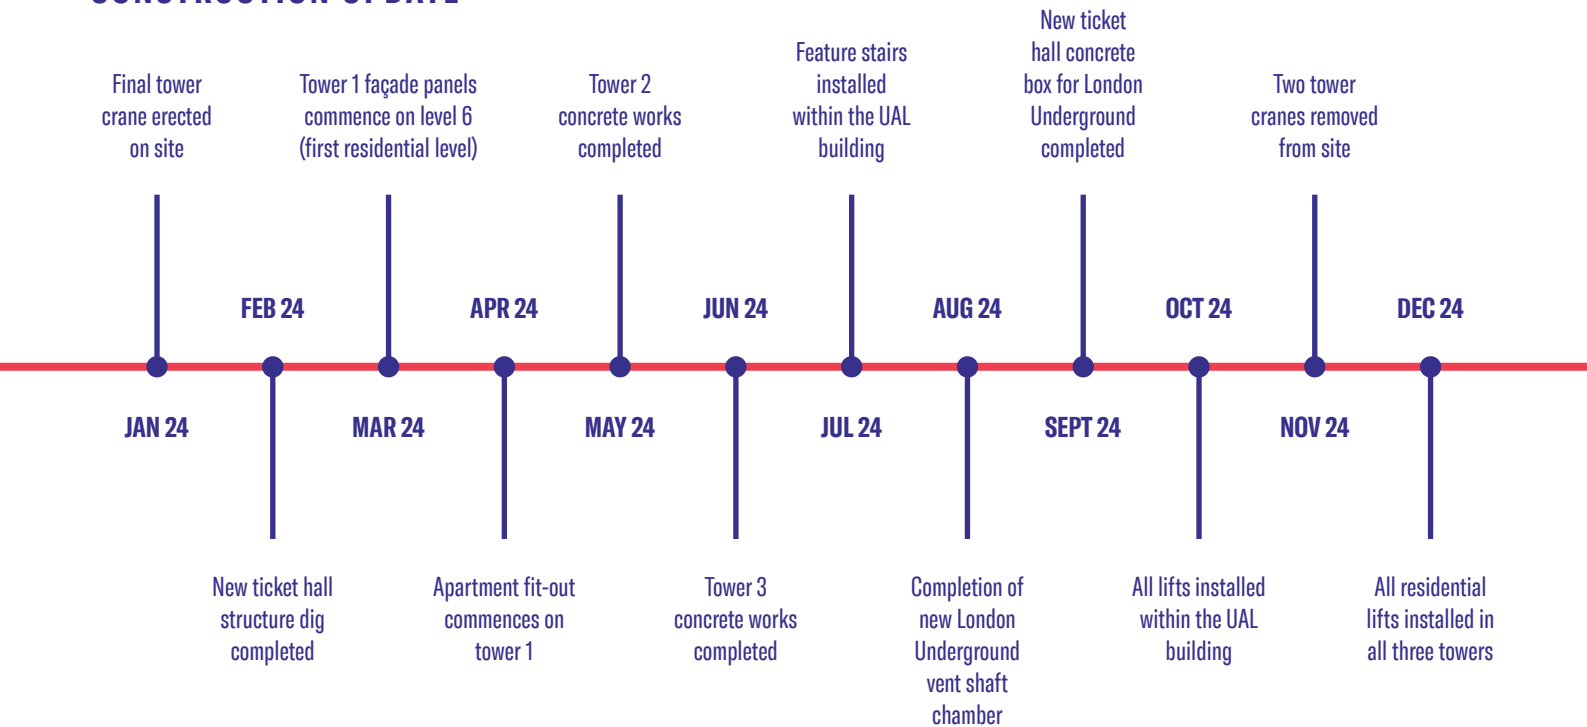 CONSTRUCTION UPDATE
Final tower
crane erected
on site
Tower 1 façade panels
commence on level 6
(first residential level)
Tower 2
concrete works
completed
Feature stairs
installed
within the UAL
building
New ticket
hall concrete
box for London
Underground
completed
Two tower
cranes removed
from site
FEB 24
APR 24
JUN 24
AUG 24
OCT 24
DEC 24
JAN 24
MAR 24
MAY 24
JUL 24
SEPT 24
NOV 24
New ticket hall
structure dig
completed
Apartment fit-out
commences on
tower 1
Tower 3
concrete works
completed
Completion of
new London
Underground
vent shaft
chamber
All lifts installed
within the UAL
building
All residential
lifts installed in
all three towers